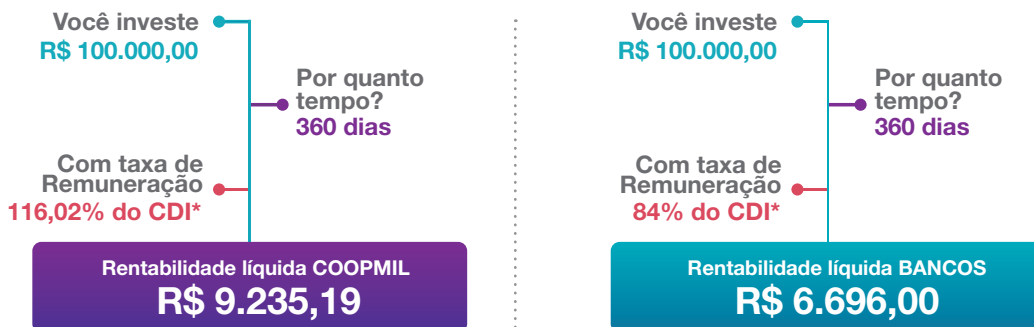 Você investe
R$ 100.000,00
Por quanto
tempo?
360 dias
Com taxa de
Remuneração
116,02% do CDI*
Rentabilidade líquida COOPMIL
R$ 9.235,19
Você investe
R$ 100.000,00
Por quanto
tempo?
360 dias
Com taxa de
Remuneração
84% do CDI*
Rentabilidade líquida BANCOS
R$ 6.696,00